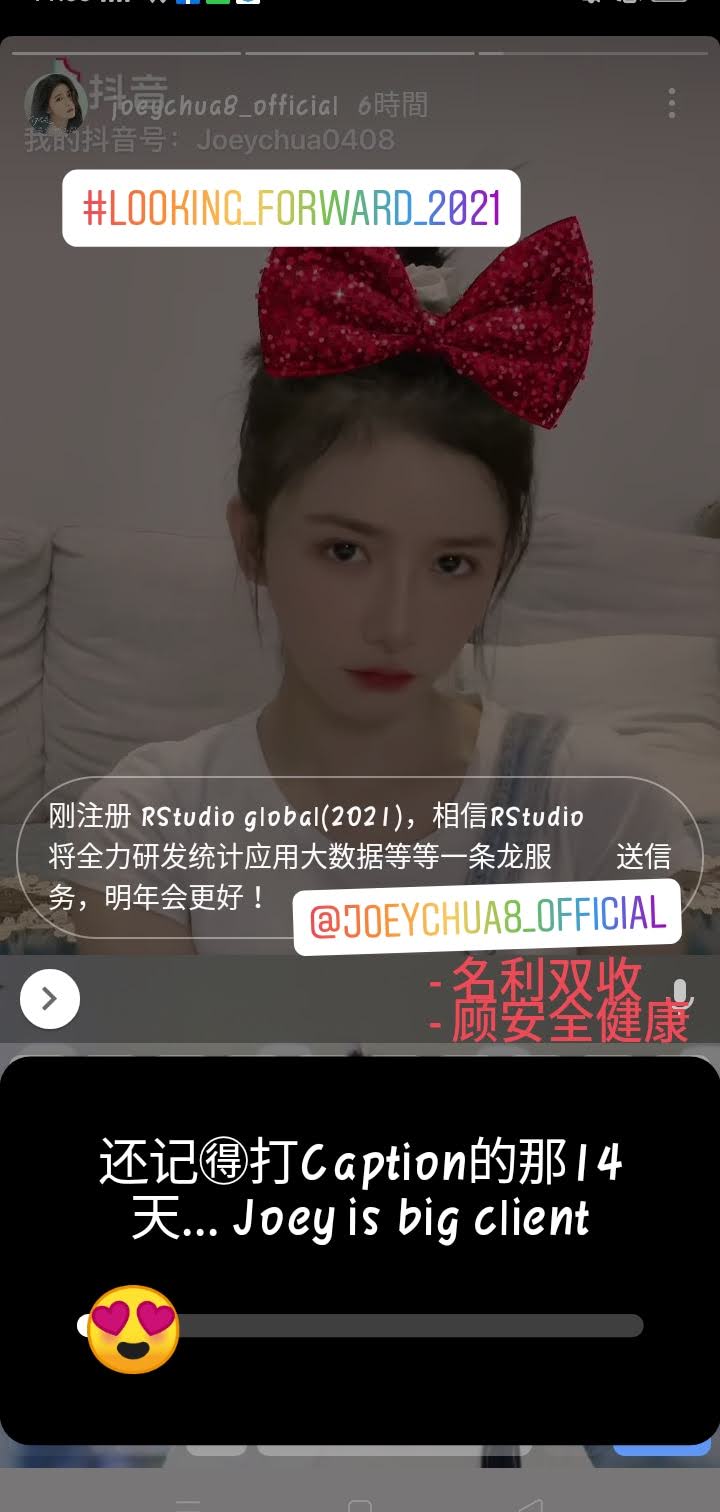 抖音
joeychua8_official 6時間
我的抖音号：Joeychua0408
#LOOKING_FORWARD_2021
刚注册 RStudio global(2021)，相信RStudio
将全力研发统计应用大数据等等一条龙服 送信
务，明年会更好！
@JOEYCHUA8_OFFICIAL
- 名利双收
- 顾安全健康
还记🉐打Caption的那14
天... Joey is big client